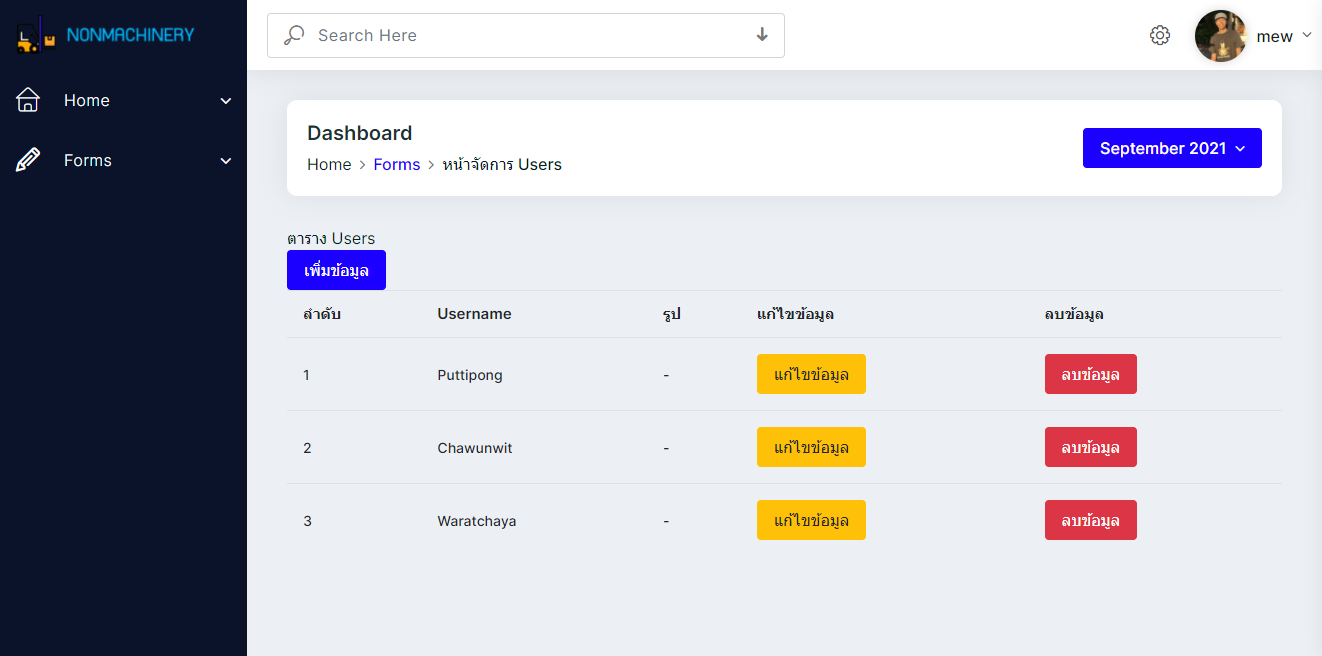 NONMACHINERY
Search Here
mew
Home
Forms
Dashboard
Home > Forms > หน้าจัดการ Users
September 2021
ตาราง Users
เพิ่มข้อมูล
ลำดับ Username รูป แก้ไขข้อมูล ลบข้อมูล
1 Puttipong - แก้ไขข้อมูล ลบข้อมูล
2 Chawunwit - แก้ไขข้อมูล ลบข้อมูล
3 Waratchaya - แก้ไขข้อมูล ลบข้อมูล